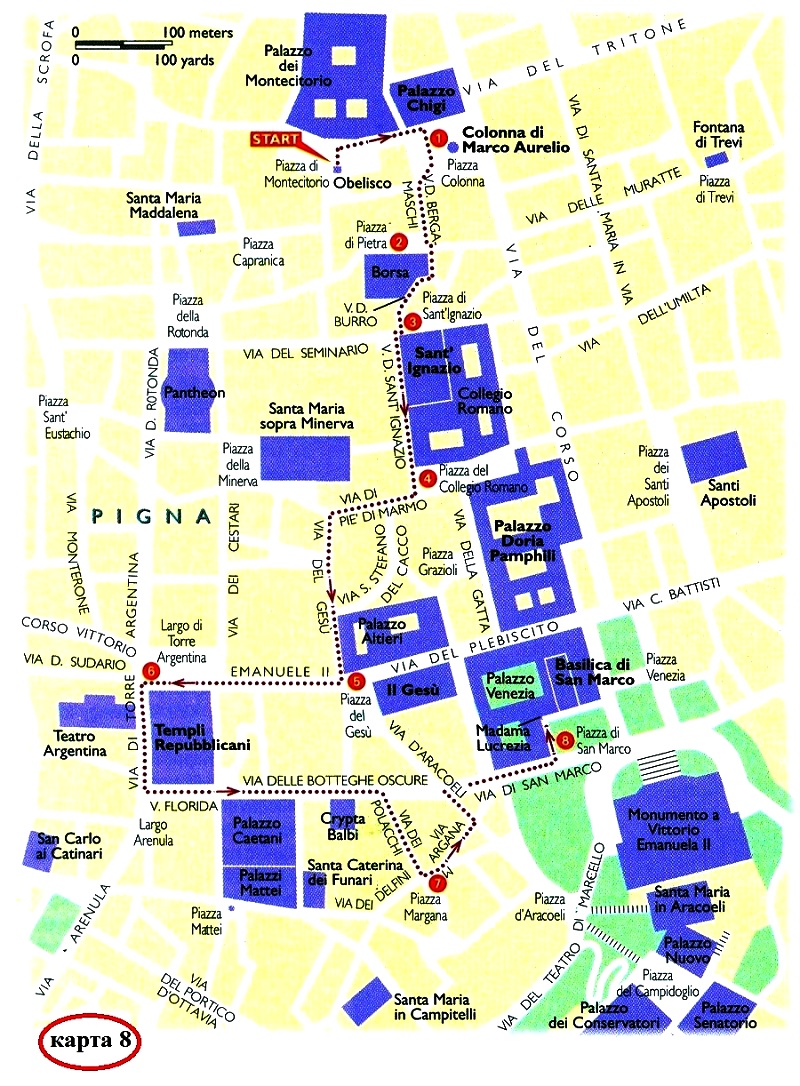 0 100 meters
0 100 yards
VIA DELLA SCROFA
Palazzo
dei
Montecitorio
Palazzo
Chigi
VIA DEL TRITONE
START
1
Colonna di
Marco Aurelio
Piazza di
Montecitorio
Obelisco
Piazza
Colonna
VIA DI SANTA MARIA IN VIA
Fontana
di Trevi
Piazza
di Trevi
VIA DELLE MURATTE
Santa Maria
Maddalena
V.D. BERGA-
MASCHI
Piazza
di Pietra
2
Piazza
Capranica
Borsa
VIA DEL CORSO
V. D.
BURRO
Piazza di
Sant'Ignazio
3
VIA DELL'UMILTA
Piazza
della
Rotonda
VIA DEL SEMINARIO
Sant'
Ignazio
V. D. SANT'IGNAZIO
Collegio
Romano
VIA D. ROTONDA
Pantheon
Piazza
Sant'
Eustachio
Santa Maria
sopra Minerva
Piazza
della
Minerva
4
Piazza del
Collegio Romano
Piazza
dei
Santi
Apostoli
Santi
Apostoli
VIA DI
PIE' DI MARMO
PIGNA
VIA MONTERONE
VIA DEI CESTARI
VIA DEL GESÙ
VIA S. STEFANO
DEL CACCO
Piazza
Grazioli
VIA DELLA GATTA
Palazzo
Doria
Pamphili
CORSO VITTORIO
EMANUELE II
VIA D. SUDARIO
VIA DI TORRE ARGENTINA
Largo di
Torre
Argentina
Palazzo
Altieri
VIA DEL PLEBISCITO
VIA C. BATTISTI
6
5
Piazza
del
Gesù
Il Gesù
Palazzo
Venezia
Basilica di
San Marco
Piazza
Venezia
Teatro
Argentina
Templi
Repubblicani
Madama
Lucrezia
8
Piazza di
San Marco
VIA D'ARACOELI
VIA DI SAN MARCO
VIA DELLE BOTTEGHE OSCURE
V. FLORIDA
Largo
Arenula
Palazzo
Caetani
Crypta
Balbi
VIA DEI
POLACCHI
VIA
MARGANA
Monumento a
Vittorio
Emanuela II
San Carlo
ai Catinari
Palazzi
Mattei
Santa Caterina
dei Funari
VIA DEI DELFINI
7
Piazza
Margana
Piazza
d'Aracoeli
Santa Maria
in Aracoeli
Piazza
Mattei
VIA ARENULA
VIA
DEL PORTICO
D'OTTAVIA
Santa Maria
in Campitelli
VIA DEL TEATRO DI MARCELLO
Palazzo
Nuovo
Piazza
del Campidoglio
Palazzo
dei Conservatori
Palazzo
Senatorio
карта 8